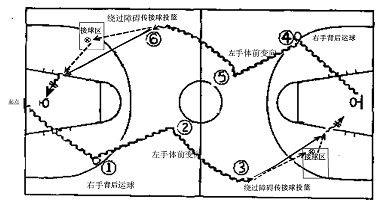 接球区
绕过障碍传接球投篮
⑥
④
左手体前变向
右手背后运球
⑤
起点
②
①
左手体前变向
③
接球区
右手背后运球
绕过障碍传接球投篮